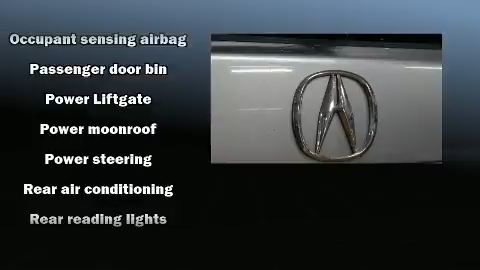 Occupant sensing airbag
Passenger door bin
Power Liftgate
Power moonroof
Power steering
Rear air conditioning
Rear reading lights